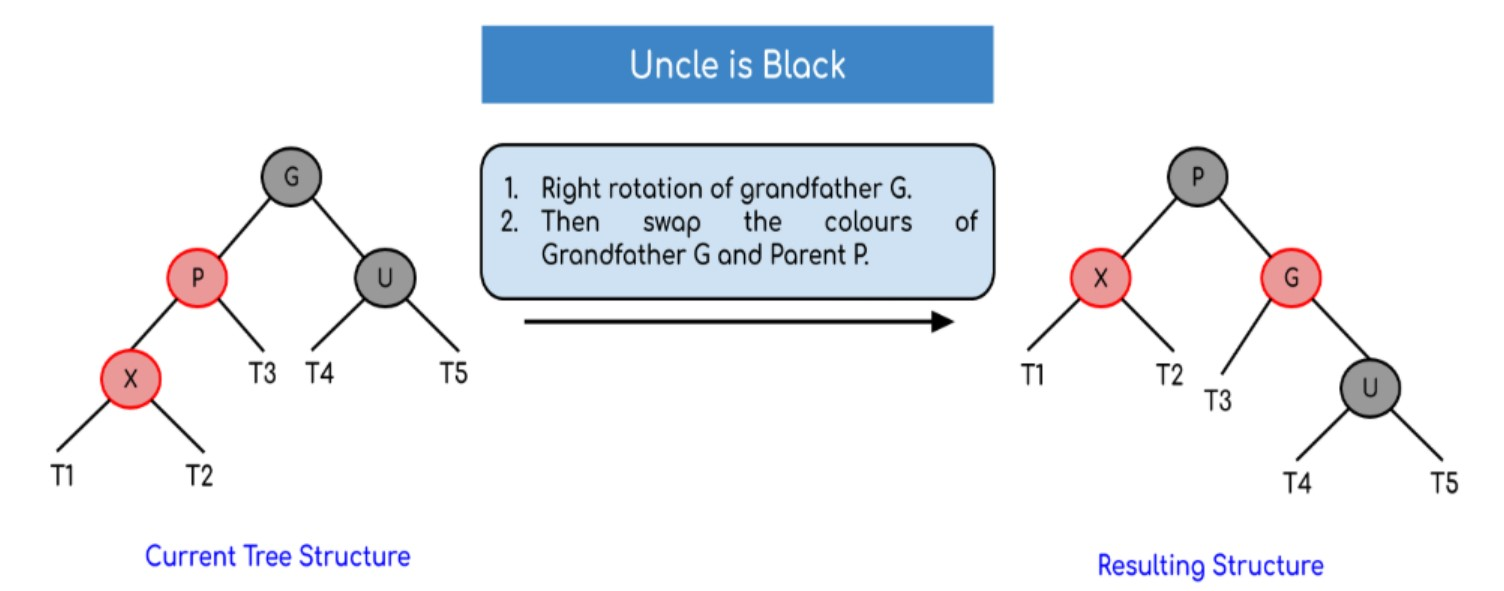 Uncle is Black
1. Right rotation of grandfather G.
2. Then swap the colours of
Grandfather G and Parent P.
G
P
U
X
T3
T4
T5
T1
T2
Current Tree Structure
P
X
G
T1
T2
T3
U
T4
T5
Resulting Structure